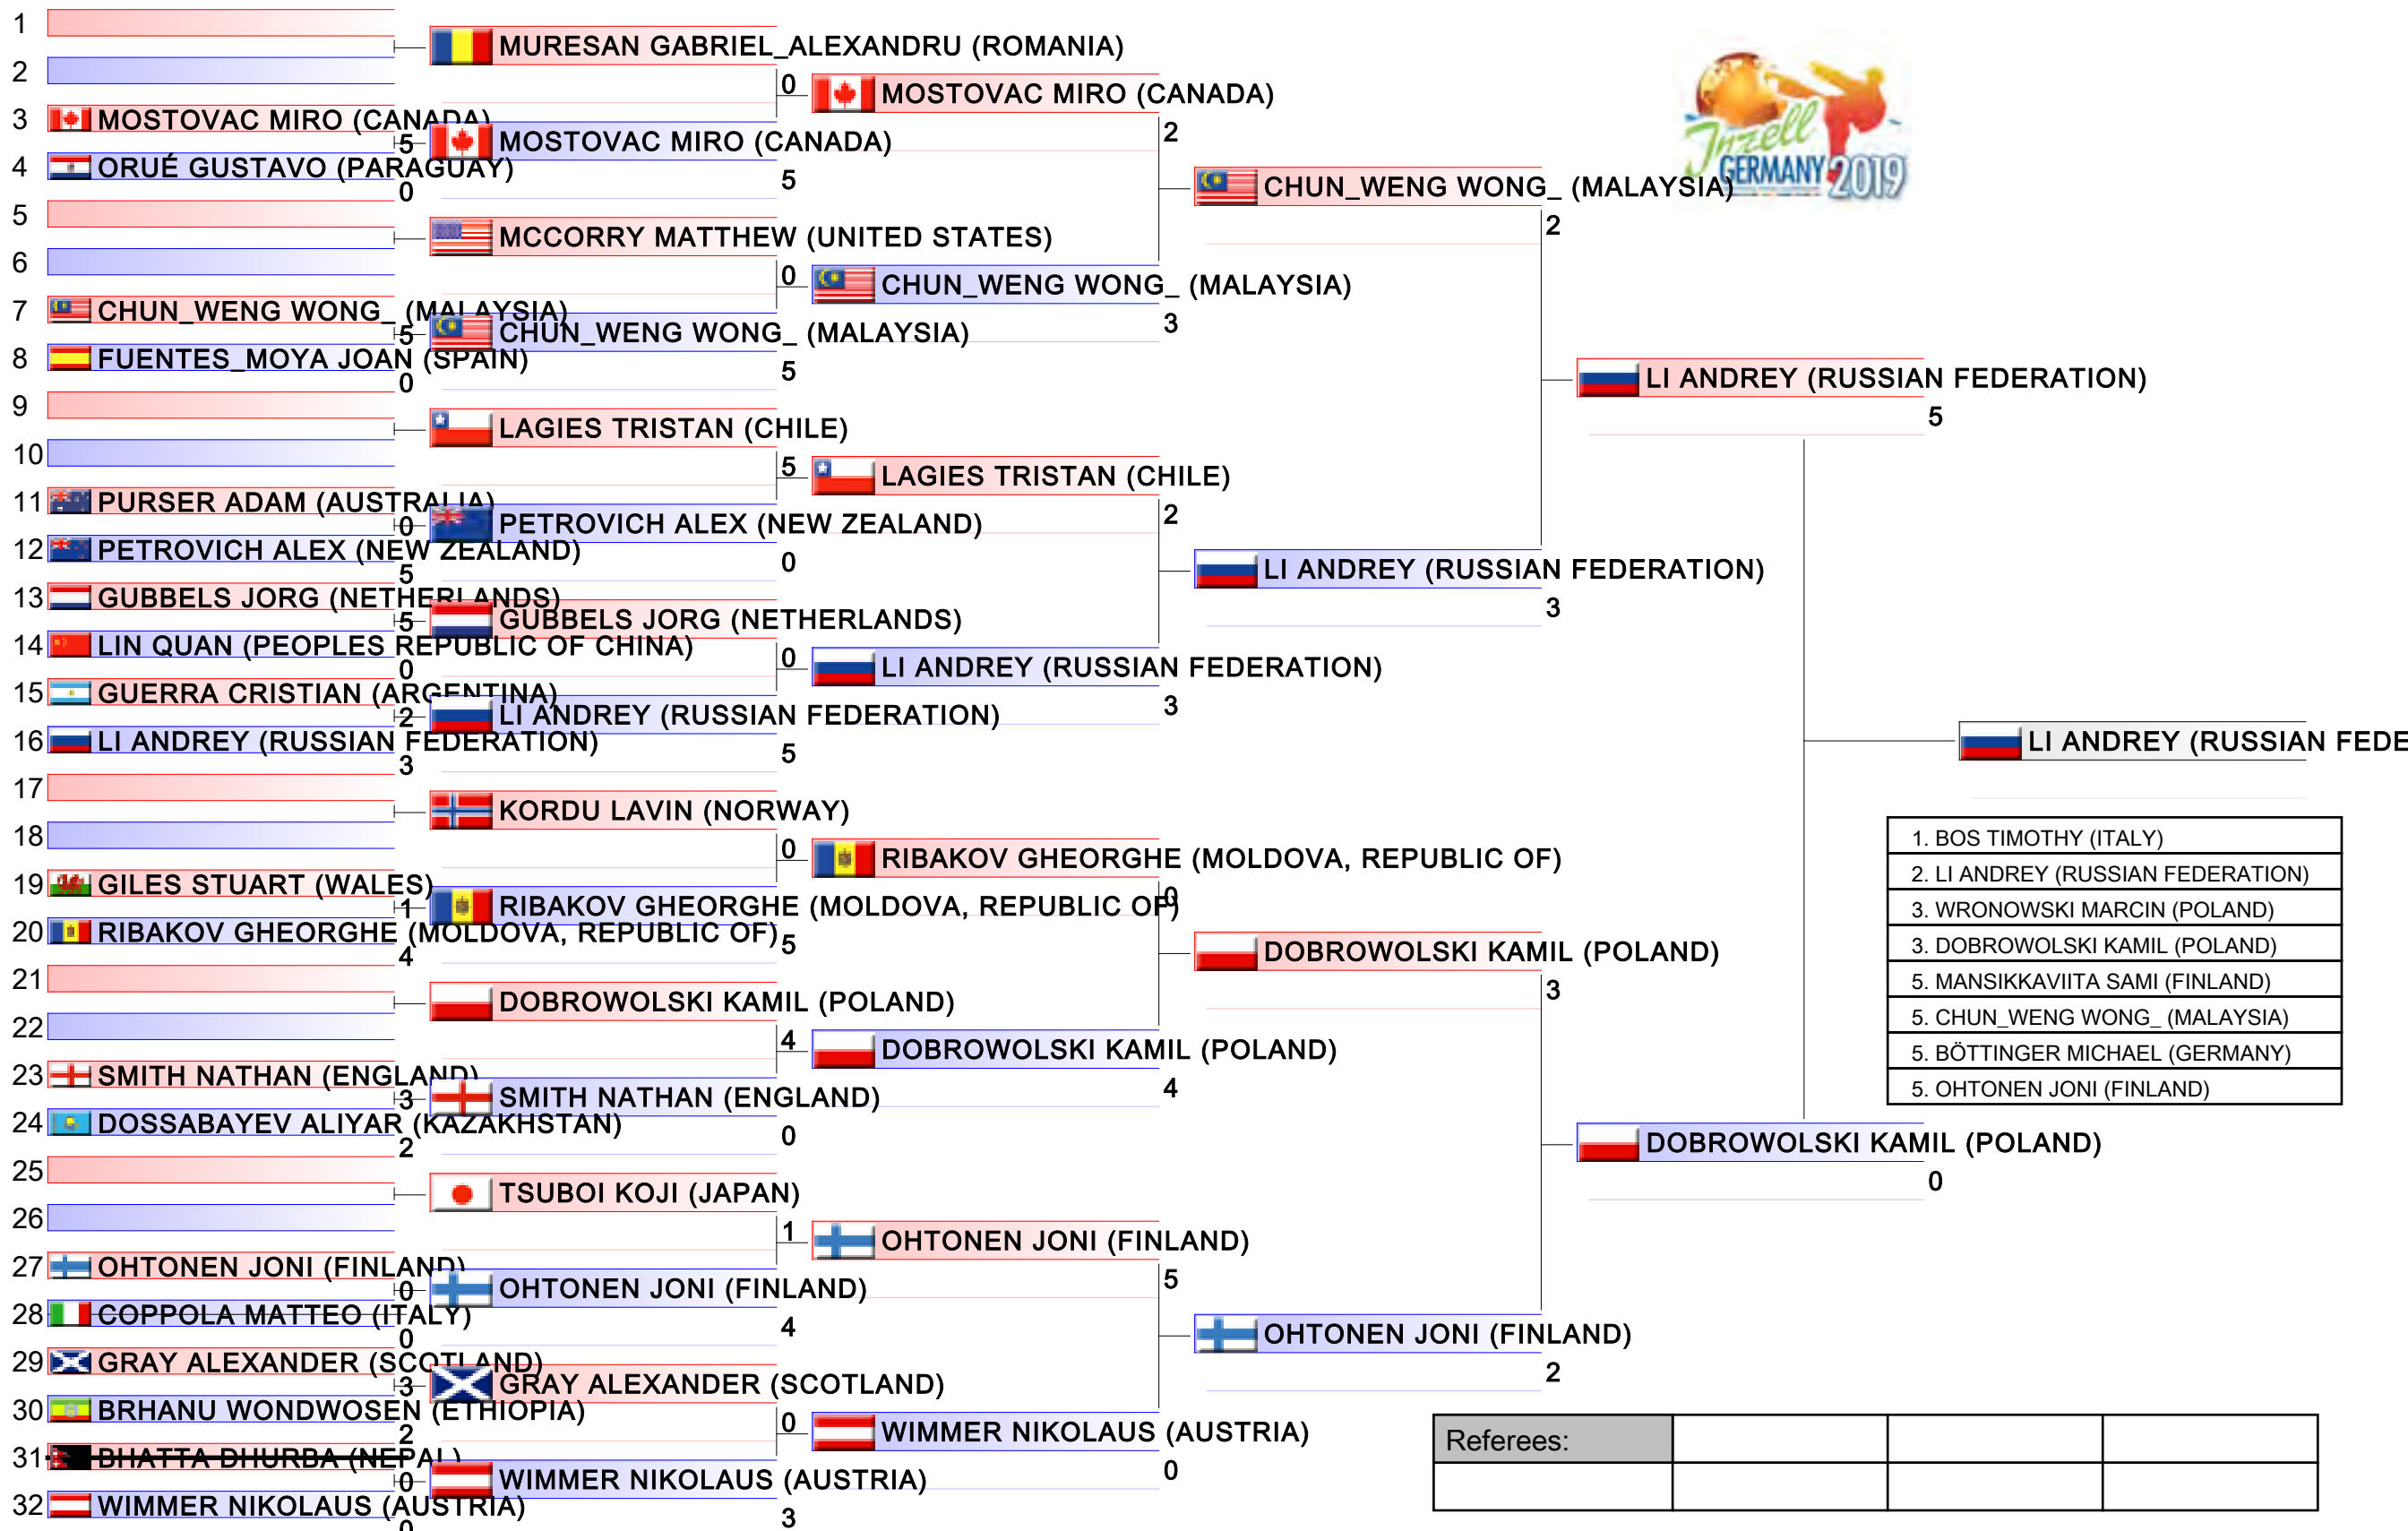 1
MURESAN GABRIEL_ALEXANDRU (ROMANIA)
2
0
MOSTOVAC MIRO (CANADA)
3 MOSTOVAC MIRO (CANADA)
5
MOSTOVAC MIRO (CANADA)
2
4 ORUÉ GUSTAVO (PARAGUAY)
0
5
CHUN_WENG WONG_ (MALAYSIA)
2
5
MCCORRY MATTHEW (UNITED STATES)
6
0
CHUN_WENG WONG_ (MALAYSIA)
3
7 CHUN_WENG WONG_ (MALAYSIA)
5
CHUN_WENG WONG_ (MALAYSIA)
8 FUENTES_MOYA JOAN (SPAIN)
0
5
LI ANDREY (RUSSIAN FEDERATION)
5
9
LAGIES TRISTAN (CHILE)
10
5
LAGIES TRISTAN (CHILE)
2
11 PURSER ADAM (AUSTRALIA)
0
PETROVICH ALEX (NEW ZEALAND)
12 PETROVICH ALEX (NEW ZEALAND)
5
0
LI ANDREY (RUSSIAN FEDERATION)
3
13 GUBBELS JORG (NETHERLANDS)
5
GUBBELS JORG (NETHERLANDS)
14 LIN QUAN (PEOPLES REPUBLIC OF CHINA)
0
0
LI ANDREY (RUSSIAN FEDERATION)
3
15 GUERRA CRISTIAN (ARGENTINA)
2
LI ANDREY (RUSSIAN FEDERATION)
16 LI ANDREY (RUSSIAN FEDERATION)
3
5
LI ANDREY (RUSSIAN FEDE
17
KORDU LAVIN (NORWAY)
18
0
RIBAKOV GHEORGHE (MOLDOVA, REPUBLIC OF)
0
19 GILES STUART (WALES)
1
RIBAKOV GHEORGHE (MOLDOVA, REPUBLIC OF)
20 RIBAKOV GHEORGHE (MOLDOVA, REPUBLIC OF)
4
5
DOBROWOLSKI KAMIL (POLAND)
3
21
DOBROWOLSKI KAMIL (POLAND)
22
4
DOBROWOLSKI KAMIL (POLAND)
4
23 SMITH NATHAN (ENGLAND)
3
SMITH NATHAN (ENGLAND)
24 DOSSABAYEV ALIYAR (KAZAKHSTAN)
2
0
DOBROWOLSKI KAMIL (POLAND)
0
25
TSUBOI KOJI (JAPAN)
26
1
OHTONEN JONI (FINLAND)
5
27 OHTONEN JONI (FINLAND)
0
OHTONEN JONI (FINLAND)
28 COPPOLA MATTEO (ITALY)
0
4
OHTONEN JONI (FINLAND)
2
29 GRAY ALEXANDER (SCOTLAND)
3
GRAY ALEXANDER (SCOTLAND)
30 BRHANU WONDWOSEN (ETHIOPIA)
2
0
WIMMER NIKOLAUS (AUSTRIA)
0
31 BHATTA DHURBA (NEPAL)
0
WIMMER NIKOLAUS (AUSTRIA)
32 WIMMER NIKOLAUS (AUSTRIA)
0
3
Inzell
GERMANY 2019
1. BOS TIMOTHY (ITALY)
2. LI ANDREY (RUSSIAN FEDERATION)
3. WRONOWSKI MARCIN (POLAND)
3. DOBROWOLSKI KAMIL (POLAND)
5. MANSIKKAVIITA SAMI (FINLAND)
5. CHUN_WENG WONG_ (MALAYSIA)
5. BÖTTINGER MICHAEL (GERMANY)
5. OHTONEN JONI (FINLAND)
Referees: